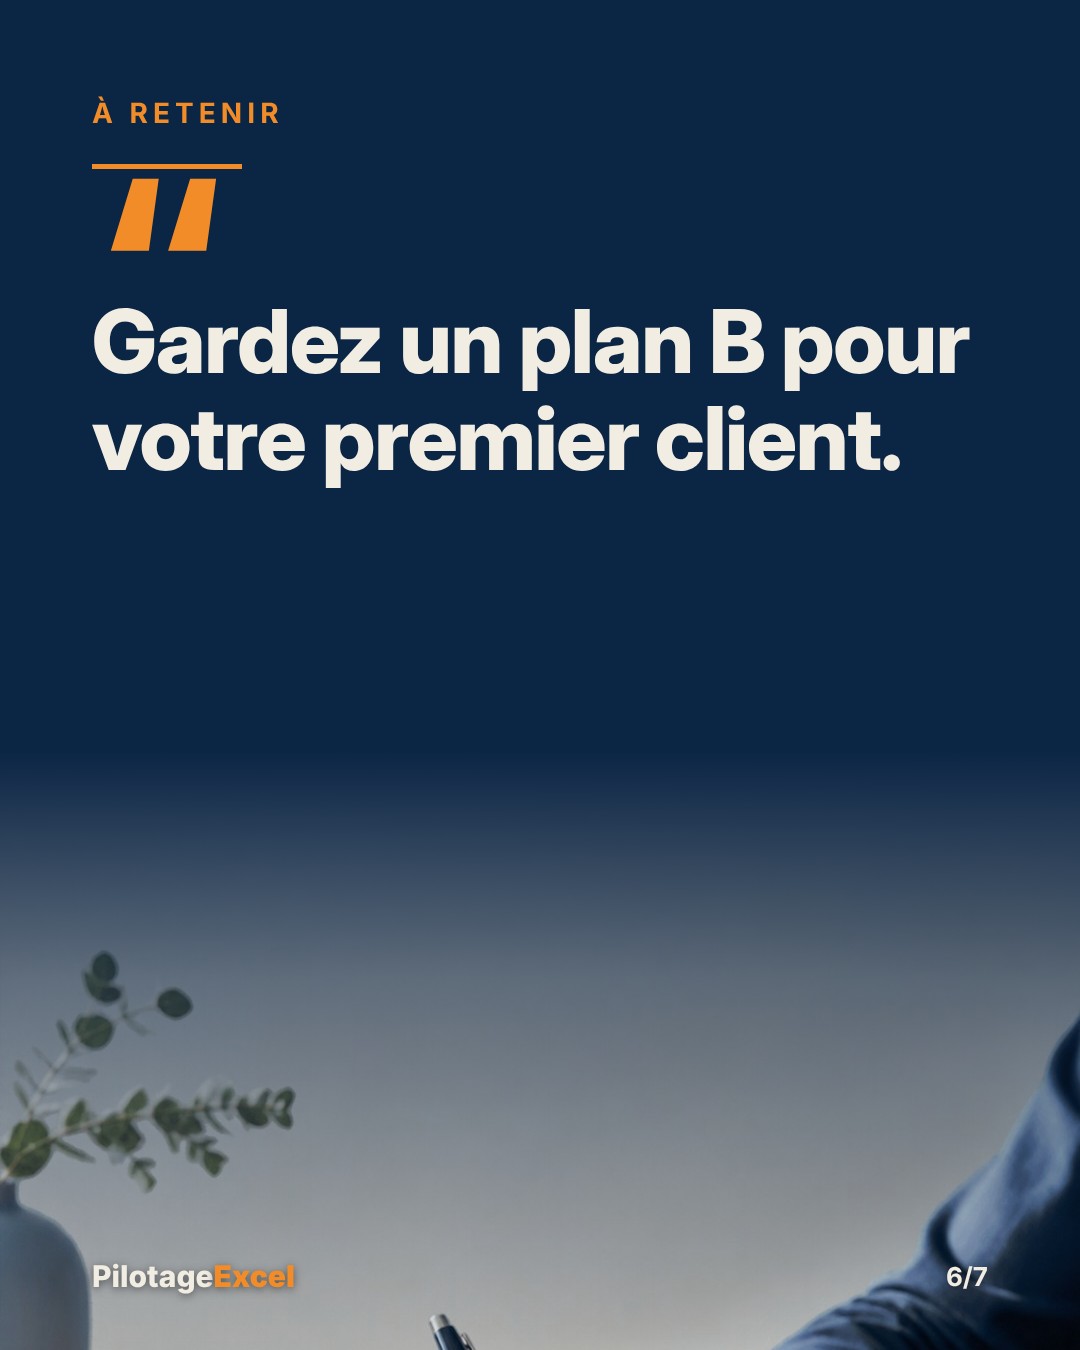 À RETENIR
"
Gardez un plan B pour
votre premier client.
PilotageExcel
6/7